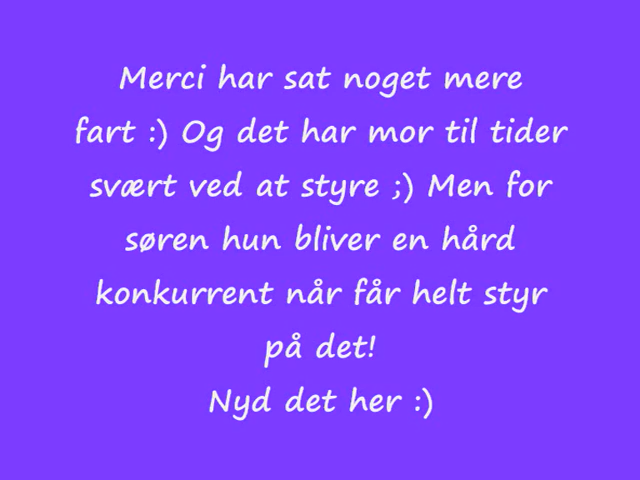 Merci har sat noget mere
fart :) Og det har mor til tider
svært ved at styre ;) Men for
søren hun bliver en hård
konkurrent når får helt styr
på det!
Nyd det her :)